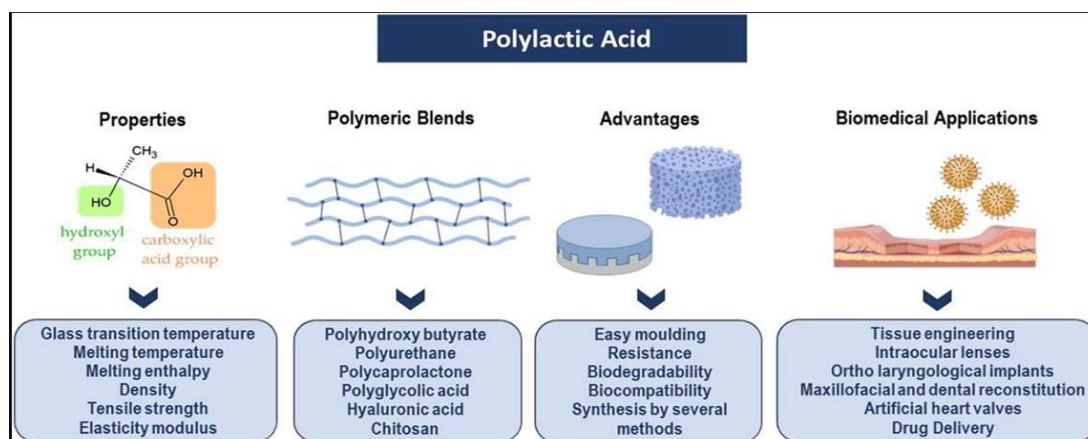 Polylactic Acid
Properties
CH3
H
OH
HO
O
hydroxyl
group
carboxylic
acid group
Glass transition temperature
Melting temperature
Melting enthalpy
Density
Tensile strength
Elasticity modulus
Polymeric Blends
Polyhydroxy butyrate
Polyurethane
Polycaprolactone
Polyglycolic acid
Hyaluronic acid
Chitosan
Advantages
Easy moulding
Resistance
Biodegradability
Biocompatibility
Synthesis by several
methods
Biomedical Applications
Tissue engineering
Intraocular lenses
Ortho laryngological implants
Maxillofacial and dental reconstitution
Artificial heart valves
Drug Delivery